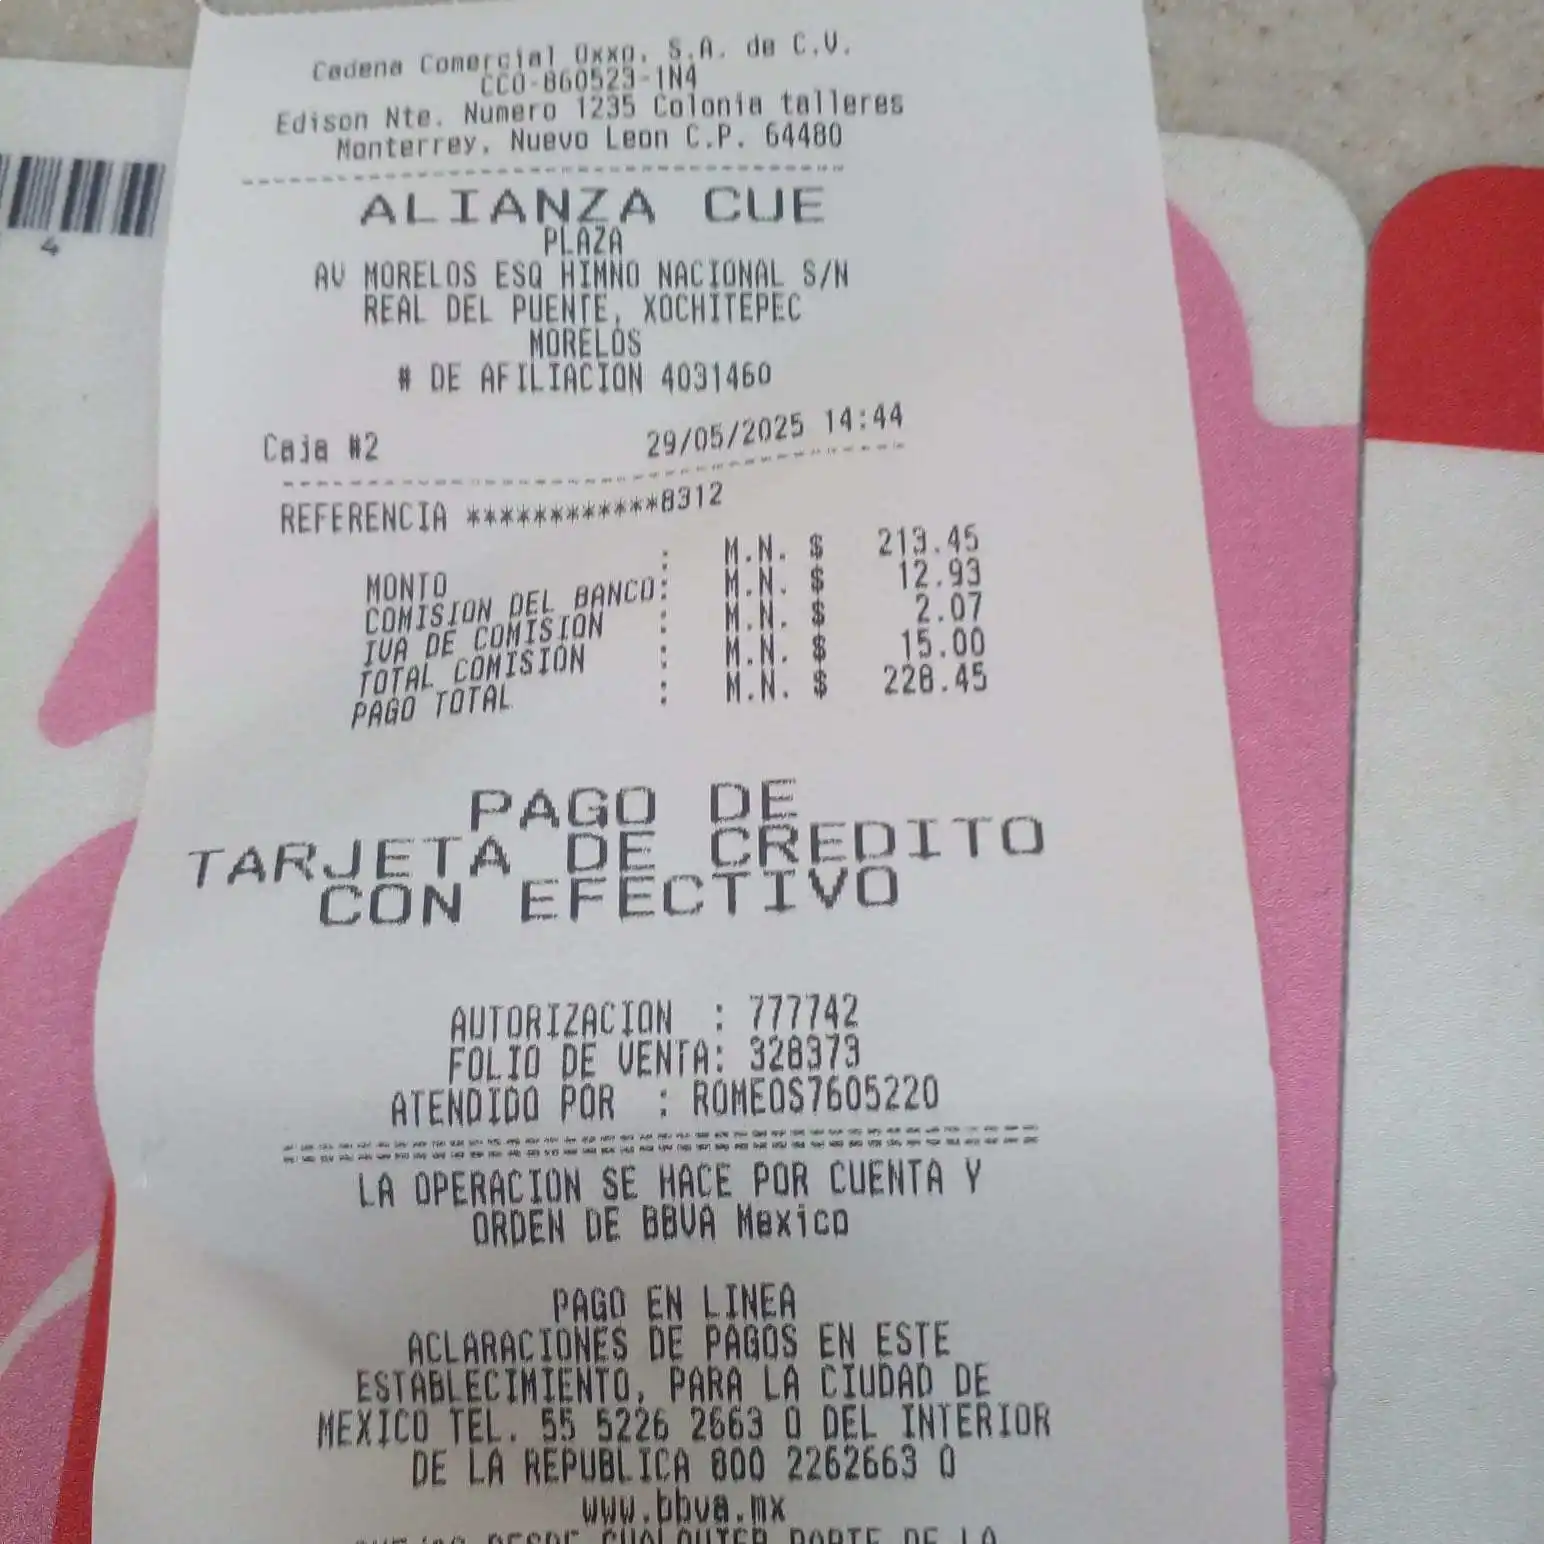 4
Cadena Comercial Oxxo, S.A. de C.V.
CCO-860523-1N4
Edison Nte. Numero 1235 Colonia talleres
Monterrey, Nuevo Leon C.P. 64480
ALIANZA CUE
PLAZA
AV MORELOS ESQ HIMNO NACIONAL S/N
REAL DEL PUENTE, XOCHITEPEC
MORELOS
# DE AFILIACION 4031460
Caja #2 29/05/2025 14:44
REFERENCIA ************8312
MONTO : M.N. $ 213.45
COMISION DEL BANCO: M.N. $ 12.93
IVA DE COMISION : M.N. $ 2.07
TOTAL COMISION : M.N. $ 15.00
PAGO TOTAL : M.N. $ 228.45
PAGO DE
TARJETA DE CREDITO
CON EFECTIVO
AUTORIZACION : 777742
FOLIO DE VENTA: 328373
ATENDIDO POR : ROMEOS7605220
LA OPERACION SE HACE POR CUENTA Y
ORDEN DE BBVA Mexico
PAGO EN LINEA
ACLARACIONES DE PAGOS EN ESTE
ESTABLECIMIENTO, PARA LA CIUDAD DE
MEXICO TEL. 55 5226 2663 O DEL INTERIOR
DE LA REPUBLICA 800 2262663 O
www.bbva.mx
DESDE CUALQUIER PARTE DE LA